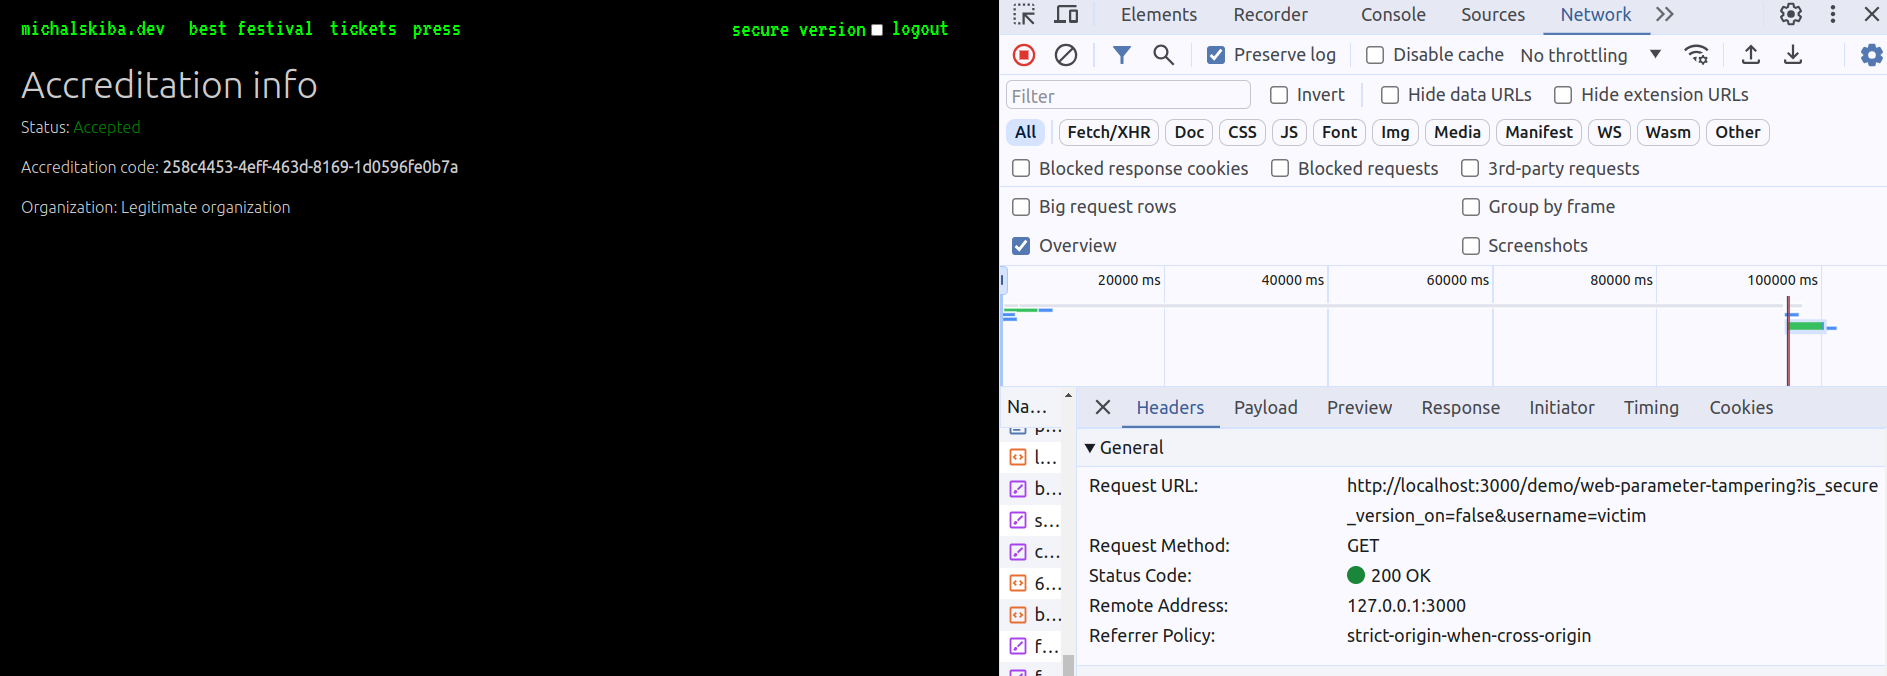 michalskiba.dev best festival tickets press secure version logout
Accreditation info
Status: Accepted
Accreditation code: 258c4453-4eff-463d-8169-1d0596fe0b7a
Organization: Legitimate organization
Elements Recorder Console Sources Network
Preserve log Disable cache No throttling
Filter Invert Hide data URLs Hide extension URLs
All Fetch/XHR Doc CSS JS Font Img Media Manifest WS Wasm Other
Blocked response cookies Blocked requests 3rd-party requests
Big request rows Group by frame
Overview Screenshots
20000 ms 40000 ms 60000 ms 80000 ms 100000 ms
Na... Headers Payload Preview Response Initiator Timing Cookies
p...
l...
b...
s...
c...
6...
b...
f...
f...
General
Request URL: http://localhost:3000/demo/web-parameter-tampering?is_secure
_version_on=false&username=victim
Request Method: GET
Status Code: 200 OK
Remote Address: 127.0.0.1:3000
Referrer Policy: strict-origin-when-cross-origin